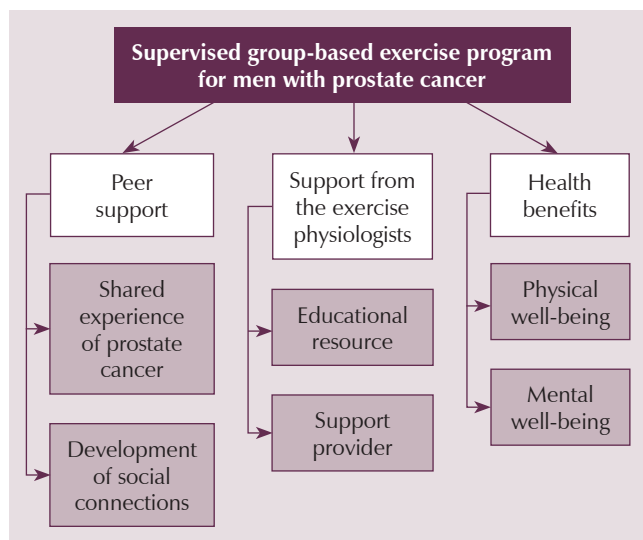 Supervised group-based exercise program
for men with prostate cancer
Peer
support
Shared
experience
of prostate
cancer
Development
of social
connections
Support from
the exercise
physiologists
Educational
resource
Support
provider
Health
benefits
Physical
well-being
Mental
well-being